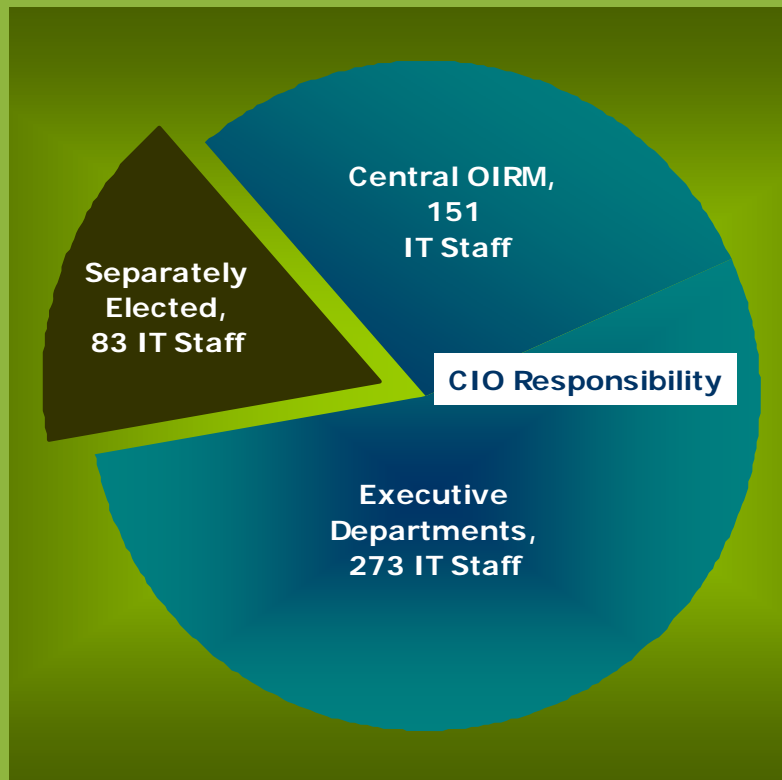 Central OIRM,
151
IT Staff
Separately
Elected,
83 IT Staff
CIO Responsibility
Executive
Departments,
273 IT Staff